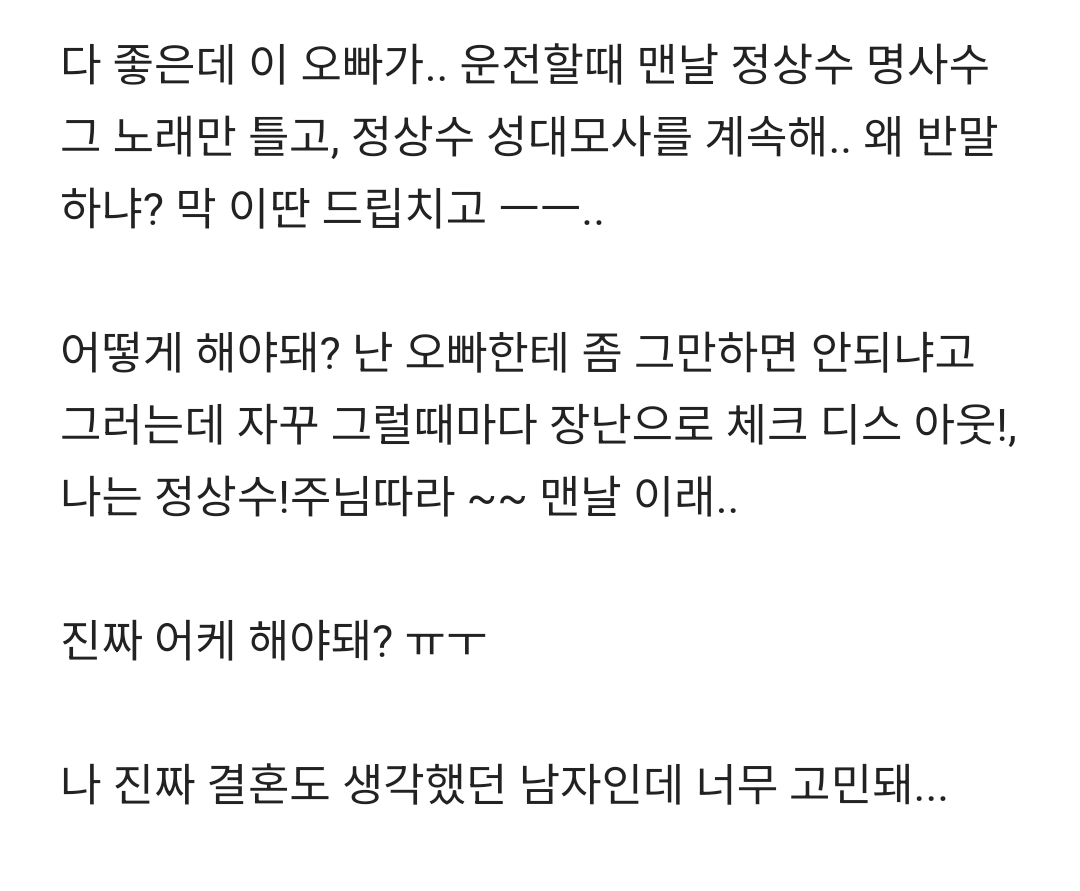 다 좋은데 이 오빠가.. 운전할때 맨날 정상수 명사수
그 노래만 틀고, 정상수 성대모사를 계속해.. 왜 반말
하냐? 막 이딴 드립치고 ㅡㅡ..
어떻게 해야돼? 난 오빠한테 좀 그만하면 안되냐고
그러는데 자꾸 그럴때마다 장난으로 체크 디스 아웃!,
나는 정상수!주님따라 ~~ 맨날 이래..
진짜 어케 해야돼? ㅠㅜ
나 진짜 결혼도 생각했던 남자인데 너무 고민돼...